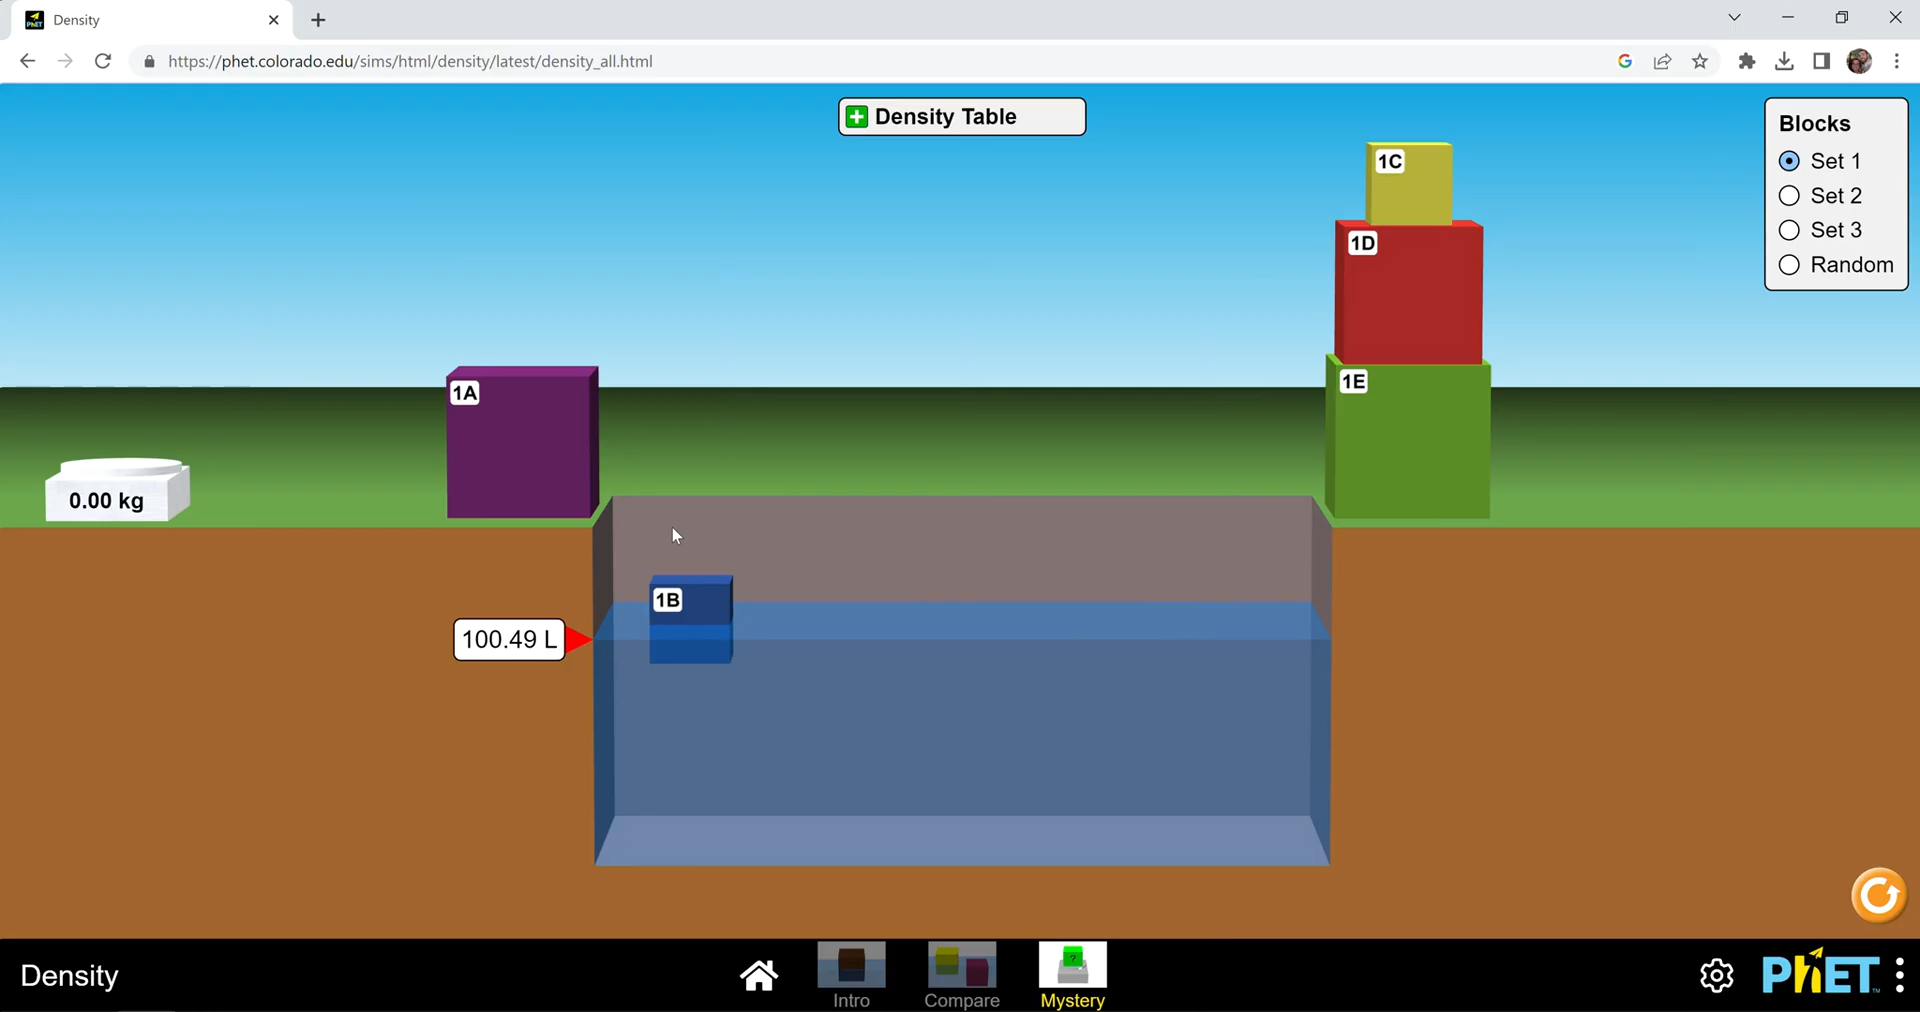 Density
https://phet.colorado.edu/sims/html/density/latest/density_all.html
Density Table
Blocks
Set 1
Set 2
Set 3
Random
1C
1D
1E
1A
0.00 kg
1B
100.49 L
Density
Intro
Compare
?
Mystery
PhET